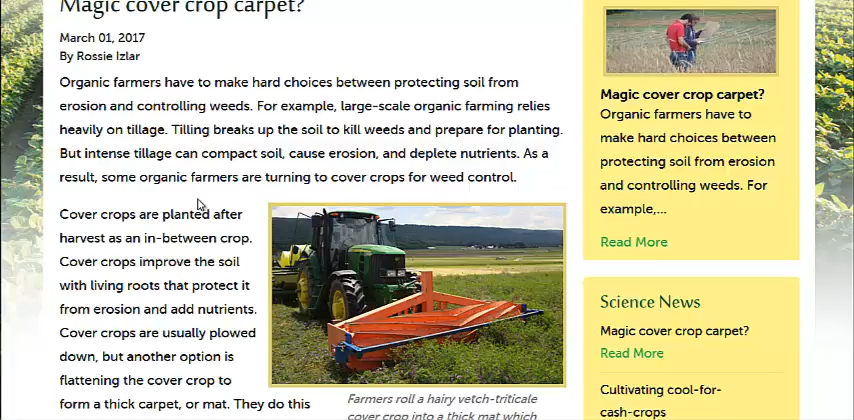 Magic cover crop carpet?
March 01, 2017
By Rossie Izlar
Organic farmers have to make hard choices between protecting soil from
erosion and controlling weeds. For example, large-scale organic farming relies
heavily on tillage. Tilling breaks up the soil to kill weeds and prepare for planting.
But intense tillage can compact soil, cause erosion, and deplete nutrients. As a
result, some organic farmers are turning to cover crops for weed control.
Cover crops are planted after
harvest as an in-between crop.
Cover crops improve the soil
with living roots that protect it
from erosion and add nutrients.
Cover crops are usually plowed
down, but another option is
flattening the cover crop to
form a thick carpet, or mat. They do this
Farmers roll a hairy vetch-triticale
cover crop into a thick mat which
Magic cover crop carpet?
Organic farmers have to
make hard choices between
protecting soil from erosion
and controlling weeds. For
example,...
Read More
Science News
Magic cover crop carpet?
Read More
Cultivating cool-for-
cash-crops